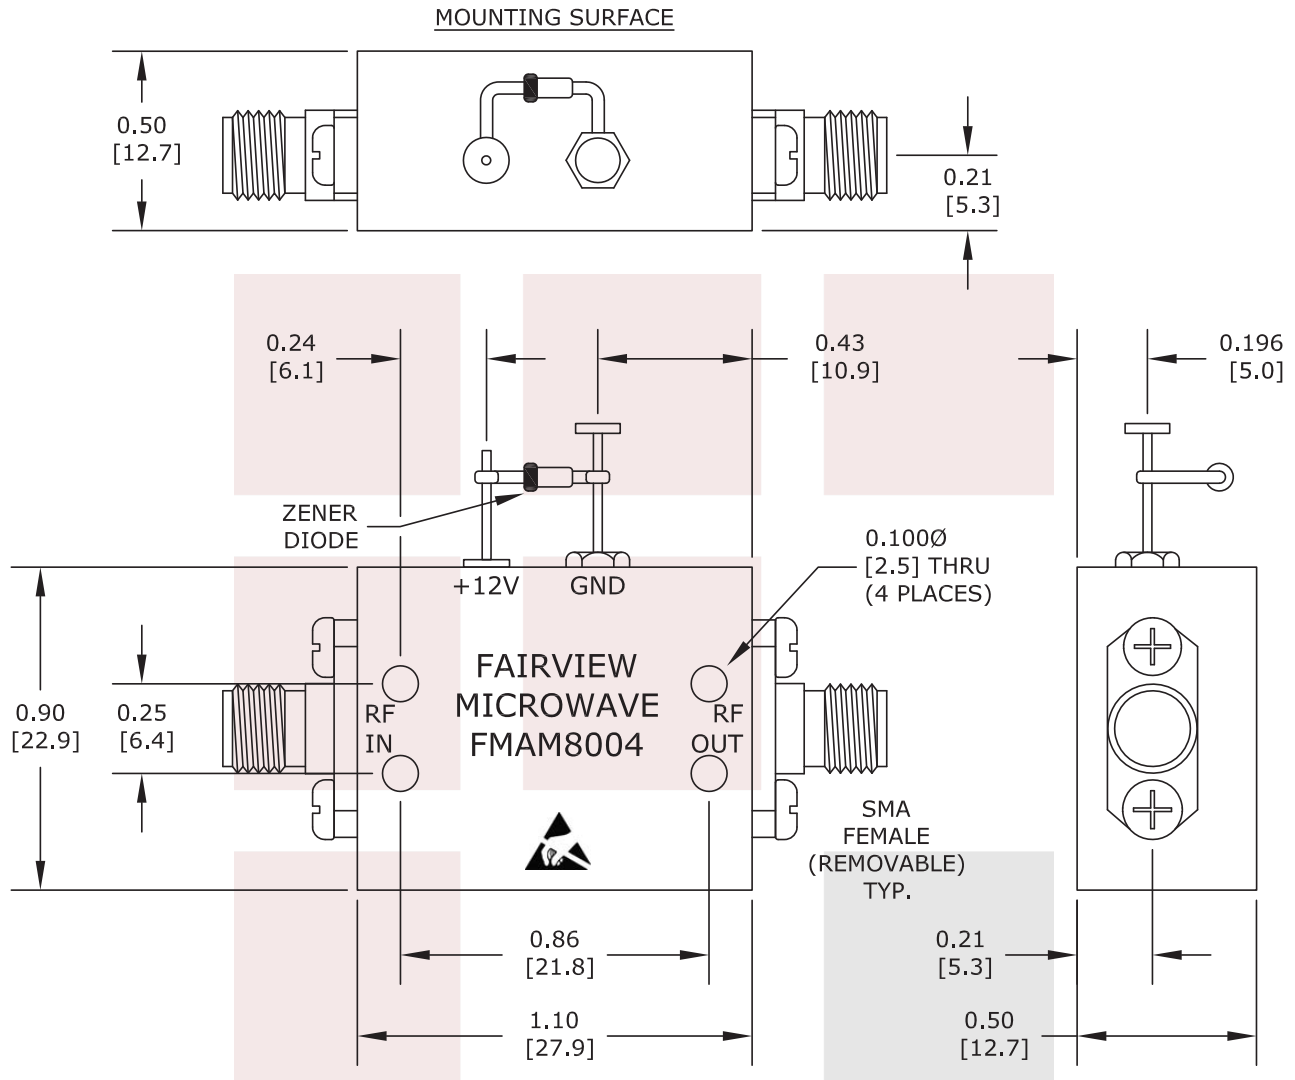 MOUNTING SURFACE
0.50
[12.7]
0.21
[5.3]
0.24
[6.1]
0.43
[10.9]
0.196
[5.0]
ZENER
DIODE
0.100Ø
[2.5] THRU
(4 PLACES)
+12V
GND
FAIRVIEW
MICROWAVE
FMAM8004
RF
IN
RF
OUT
0.90
[22.9]
0.25
[6.4]
SMA
FEMALE
(REMOVABLE)
TYP.
0.86
[21.8]
0.21
[5.3]
1.10
[27.9]
0.50
[12.7]